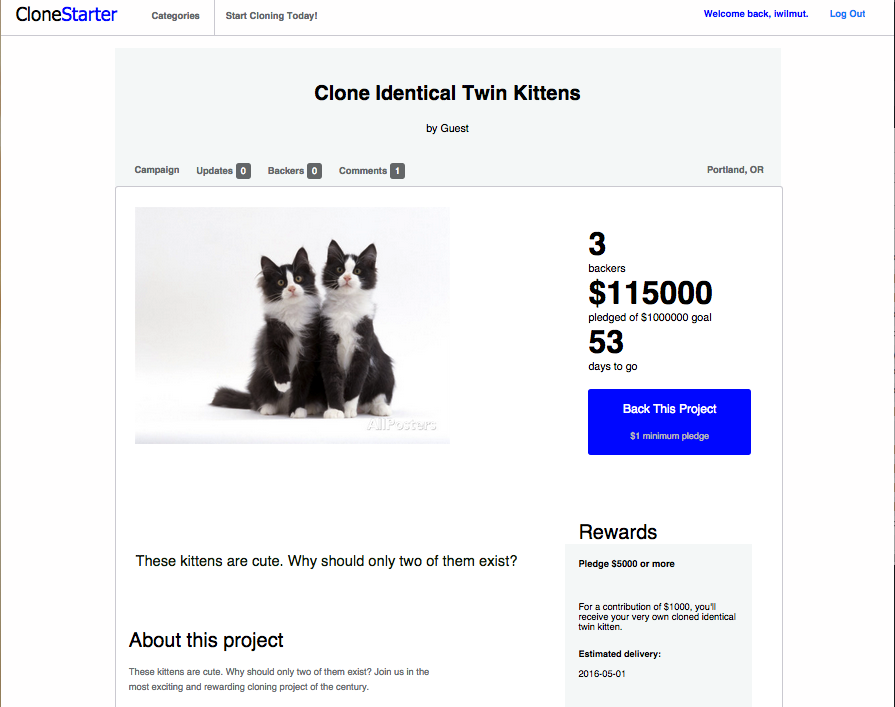 CloneStarter
Categories
Start Cloning Today!
Welcome back, iwilmut.
Log Out
Clone Identical Twin Kittens
by Guest
Campaign
Updates 0
Backers 0
Comments 1
Portland, OR
AllPosters
3
backers
$115000
pledged of $1000000 goal
53
days to go
Back This Project
$1 minimum pledge
These kittens are cute. Why should only two of them exist?
About this project
These kittens are cute. Why should only two of them exist? Join us in the
most exciting and rewarding cloning project of the century.
Rewards
Pledge $5000 or more
For a contribution of $1000, you'll
receive your very own cloned identical
twin kitten.
Estimated delivery:
2016-05-01